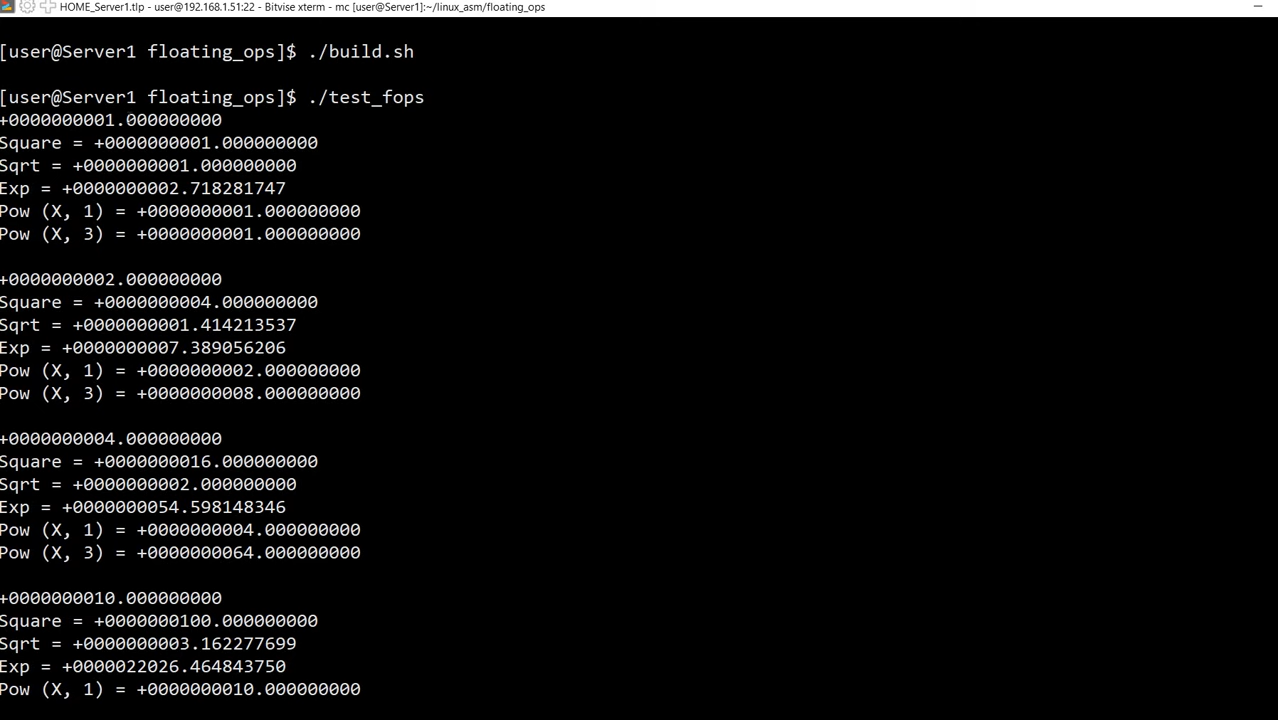 HOME_Server1.tlp - user@192.168.1.51:22 - Bitvise xterm - mc [user@Server1]:~/linux_asm/floating_ops
[user@Server1 floating_ops]$ ./build.sh
[user@Server1 floating_ops]$ ./test_fops
+0000000001.000000000
Square = +0000000001.000000000
Sqrt = +0000000001.000000000
Exp = +0000000002.718281747
Pow (X, 1) = +0000000001.000000000
Pow (X, 3) = +0000000001.000000000
+0000000002.000000000
Square = +0000000004.000000000
Sqrt = +0000000001.414213537
Exp = +0000000007.389056206
Pow (X, 1) = +0000000002.000000000
Pow (X, 3) = +0000000008.000000000
+0000000004.000000000
Square = +0000000016.000000000
Sqrt = +0000000002.000000000
Exp = +0000000054.598148346
Pow (X, 1) = +0000000004.000000000
Pow (X, 3) = +0000000064.000000000
+0000000010.000000000
Square = +0000000100.000000000
Sqrt = +0000000003.162277699
Exp = +0000022026.464843750
Pow (X, 1) = +0000000010.000000000